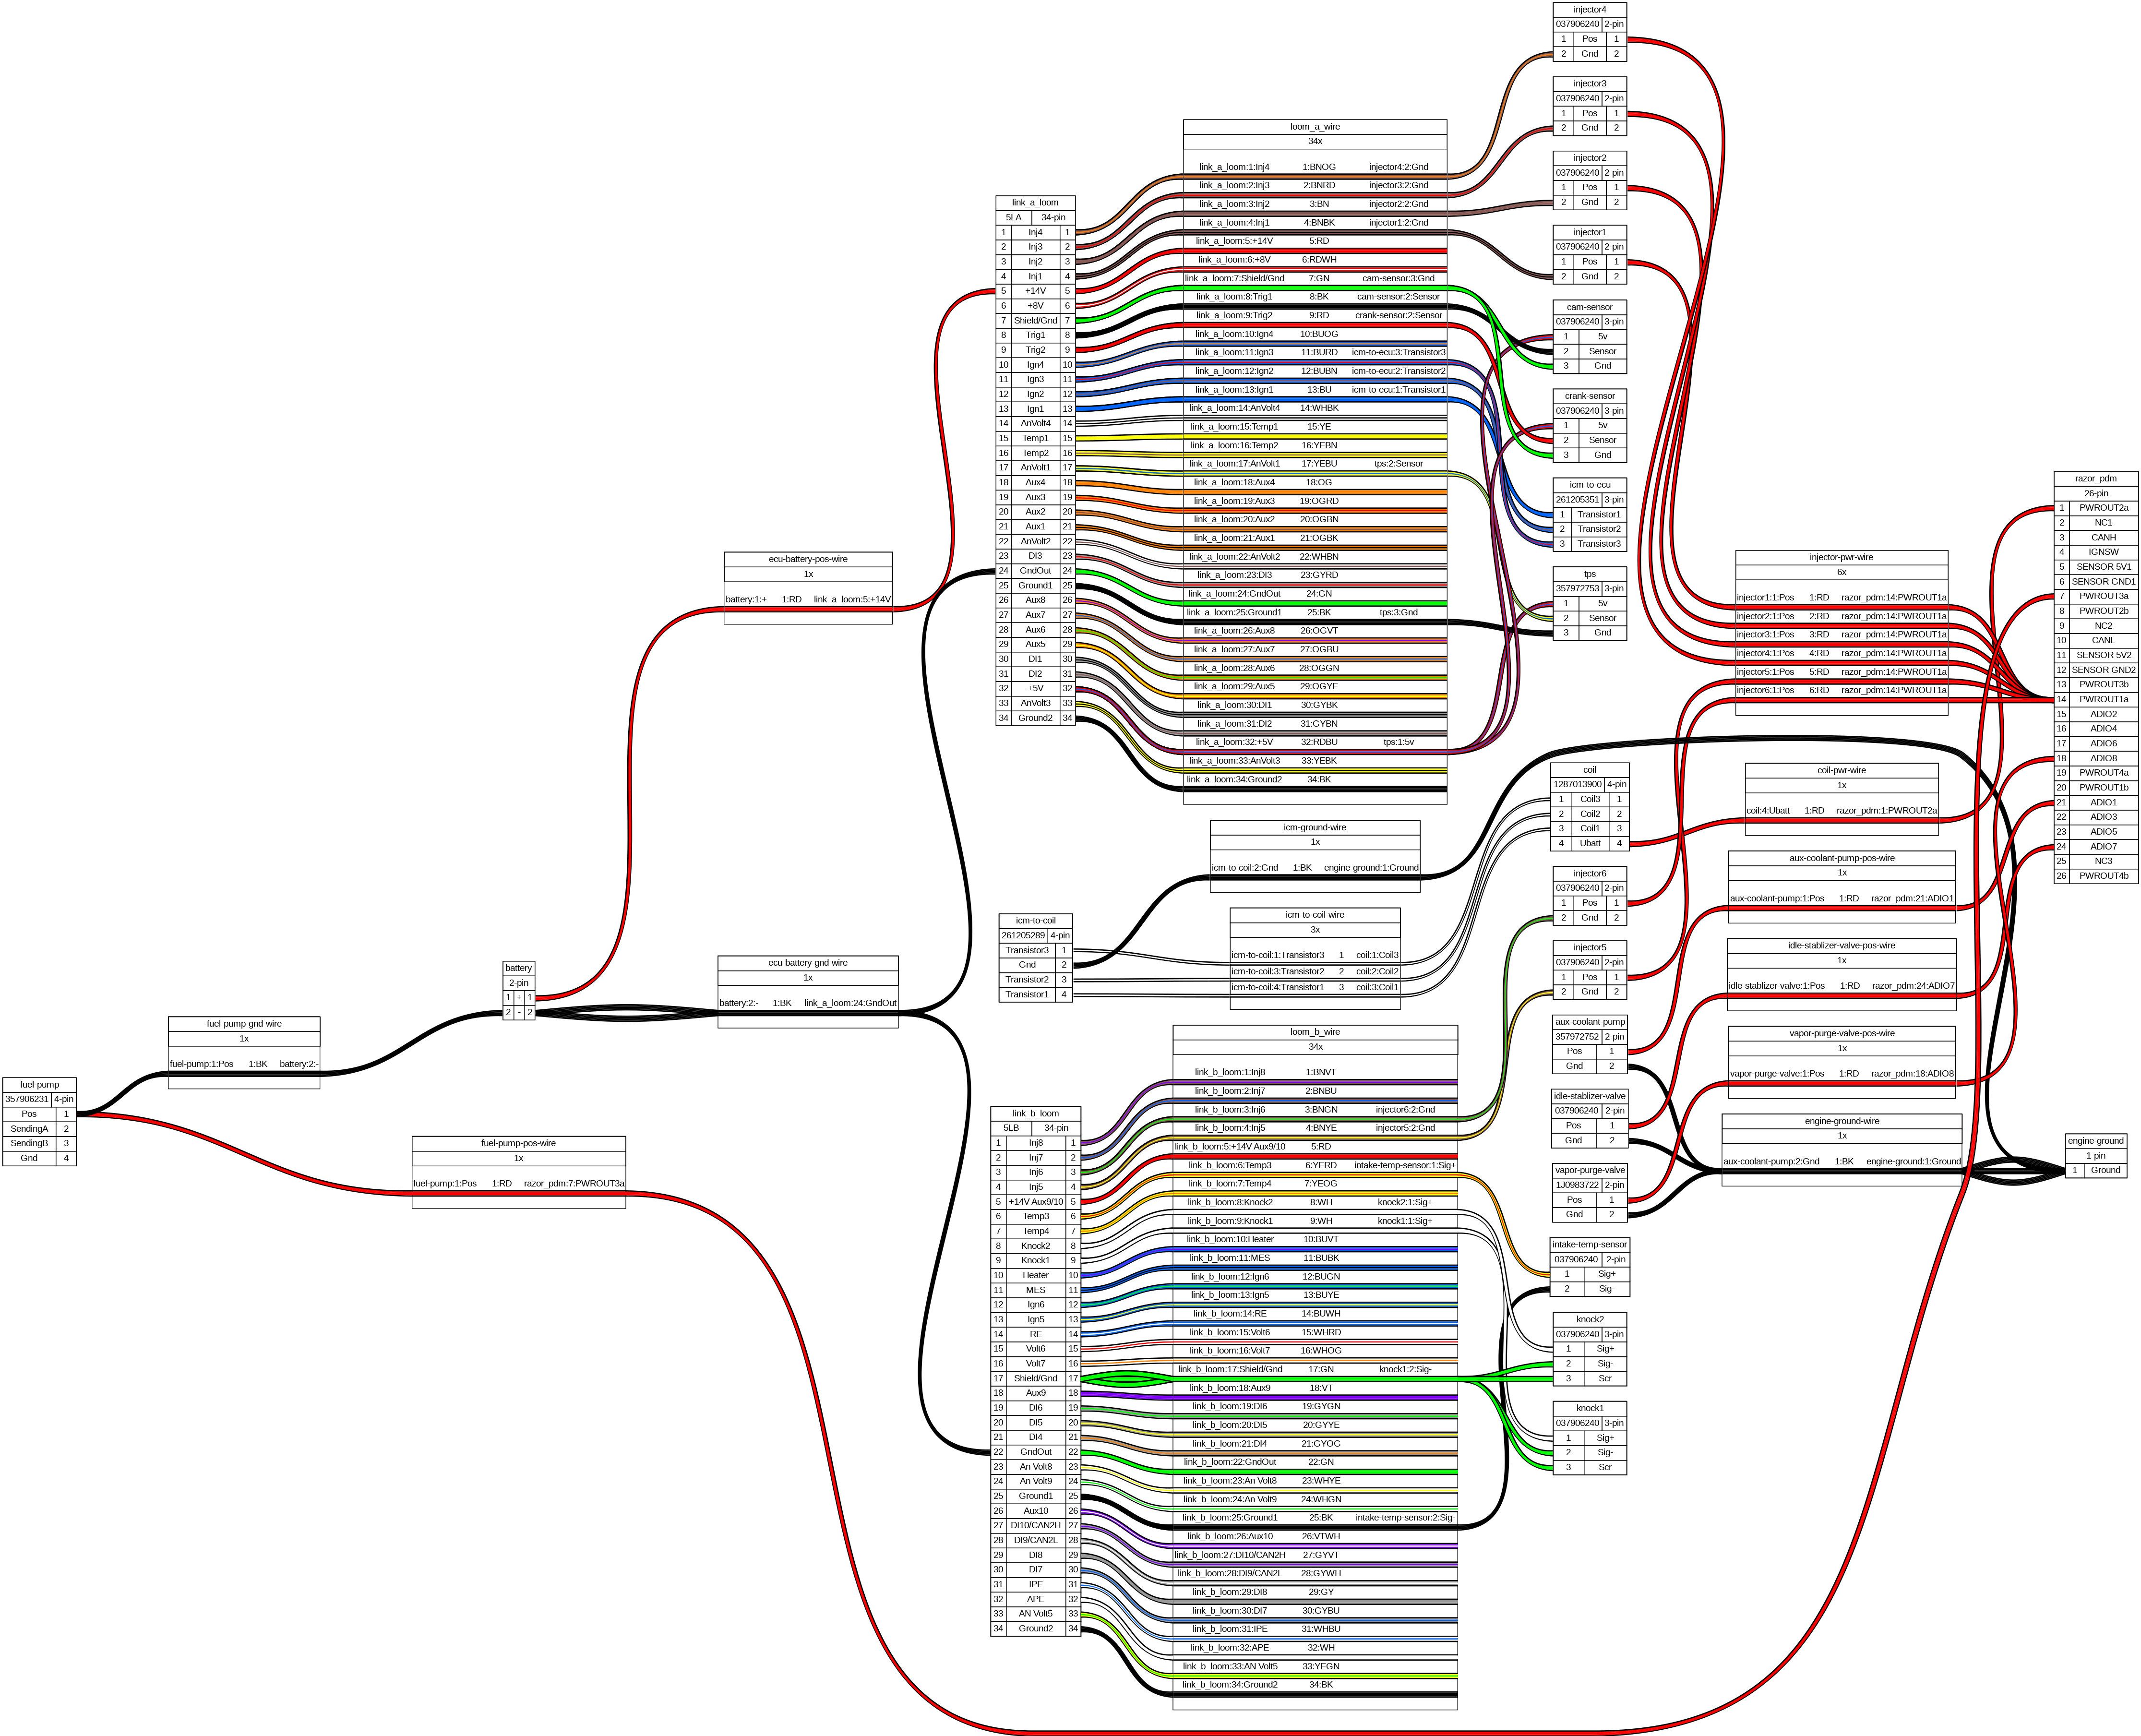 fuel-pump
357906231 4-pin
Pos 1
SendingA 2
SendingB 3
Gnd 4
fuel-pump-gnd-wire
1x
fuel-pump:1:Pos 1:BK battery:2:-
fuel-pump-pos-wire
1x
fuel-pump:1:Pos 1:RD razor_pdm:7:PWROUT3a
battery
2-pin
1 + 1
2 - 2
ecu-battery-pos-wire
1x
battery:1:+ 1:RD link_a_loom:5:+14V
ecu-battery-gnd-wire
1x
battery:2:- 1:BK link_a_loom:24:GndOut
link_a_loom
5LA 34-pin
1 Inj4 1
2 Inj3 2
3 Inj2 3
4 Inj1 4
5 +14V 5
6 +8V 6
7 Shield/Gnd 7
8 Trig1 8
9 Trig2 9
10 Ign4 10
11 Ign3 11
12 Ign2 12
13 Ign1 13
14 AnVolt4 14
15 Temp1 15
16 Temp2 16
17 AnVolt1 17
18 Aux4 18
19 Aux3 19
20 Aux2 20
21 Aux1 21
22 AnVolt2 22
23 DI3 23
24 GndOut 24
25 Ground1 25
26 Aux8 26
27 Aux7 27
28 Aux6 28
29 Aux5 29
30 DI1 30
31 DI2 31
32 +5V 32
33 AnVolt3 33
34 Ground2 34
icm-to-coil
261205289 4-pin
Transistor3 1
Gnd 2
Transistor2 3
Transistor1 4
link_b_loom
5LB 34-pin
1 Inj8 1
2 Inj7 2
3 Inj6 3
4 Inj5 4
5 +14V Aux9/10 5
6 Temp3 6
7 Temp4 7
8 Knock2 8
9 Knock1 9
10 Heater 10
11 MES 11
12 Ign6 12
13 Ign5 13
14 RE 14
15 Volt6 15
16 Volt7 16
17 Shield/Gnd 17
18 Aux9 18
19 DI6 19
20 DI5 20
21 DI4 21
22 GndOut 22
23 An Volt8 23
24 An Volt9 24
25 Ground1 25
26 Aux10 26
27 DI10/CAN2H 27
28 DI9/CAN2L 28
29 DI8 29
30 DI7 30
31 IPE 31
32 APE 32
33 AN Volt5 33
34 Ground2 34
loom_a_wire
34x
link_a_loom:1:Inj4 1:BNOG injector4:2:Gnd
link_a_loom:2:Inj3 2:BNRD injector3:2:Gnd
link_a_loom:3:Inj2 3:BN injector2:2:Gnd
link_a_loom:4:Inj1 4:BNBK injector1:2:Gnd
link_a_loom:5:+14V 5:RD
link_a_loom:6:+8V 6:RDWH
link_a_loom:7:Shield/Gnd 7:GN cam-sensor:3:Gnd
link_a_loom:8:Trig1 8:BK cam-sensor:2:Sensor
link_a_loom:9:Trig2 9:RD crank-sensor:2:Sensor
link_a_loom:10:Ign4 10:BUOG
link_a_loom:11:Ign3 11:BURD icm-to-ecu:3:Transistor3
link_a_loom:12:Ign2 12:BUBN icm-to-ecu:2:Transistor2
link_a_loom:13:Ign1 13:BU icm-to-ecu:1:Transistor1
link_a_loom:14:AnVolt4 14:WHBK
link_a_loom:15:Temp1 15:YE
link_a_loom:16:Temp2 16:YEBN
link_a_loom:17:AnVolt1 17:YEBU tps:2:Sensor
link_a_loom:18:Aux4 18:OG
link_a_loom:19:Aux3 19:OGRD
link_a_loom:20:Aux2 20:OGBN
link_a_loom:21:Aux1 21:OGBK
link_a_loom:22:AnVolt2 22:WHBN
link_a_loom:23:DI3 23:GYRD
link_a_loom:24:GndOut 24:GN
link_a_loom:25:Ground1 25:BK tps:3:Gnd
link_a_loom:26:Aux8 26:OGVT
link_a_loom:27:Aux7 27:OGBU
link_a_loom:28:Aux6 28:OGGN
link_a_loom:29:Aux5 29:OGYE
link_a_loom:30:DI1 30:GYBK
link_a_loom:31:DI2 31:GYBN
link_a_loom:32:+5V 32:RDBU tps:1:5v
link_a_loom:33:AnVolt3 33:YEBK
link_a_loom:34:Ground2 34:BK
icm-ground-wire
1x
icm-to-coil:2:Gnd 1:BK engine-ground:1:Ground
icm-to-coil-wire
3x
icm-to-coil:1:Transistor3 1 coil:1:Coil3
icm-to-coil:3:Transistor2 2 coil:2:Coil2
icm-to-coil:4:Transistor1 3 coil:3:Coil1
loom_b_wire
34x
link_b_loom:1:Inj8 1:BNVT
link_b_loom:2:Inj7 2:BNBU
link_b_loom:3:Inj6 3:BNGN injector6:2:Gnd
link_b_loom:4:Inj5 4:BNYE injector5:2:Gnd
link_b_loom:5:+14V Aux9/10 5:RD
link_b_loom:6:Temp3 6:YERD intake-temp-sensor:1:Sig+
link_b_loom:7:Temp4 7:YEOG
link_b_loom:8:Knock2 8:WH knock2:1:Sig+
link_b_loom:9:Knock1 9:WH knock1:1:Sig+
link_b_loom:10:Heater 10:BUVT
link_b_loom:11:MES 11:BUBK
link_b_loom:12:Ign6 12:BUGN
link_b_loom:13:Ign5 13:BUYE
link_b_loom:14:RE 14:BUWH
link_b_loom:15:Volt6 15:WHRD
link_b_loom:16:Volt7 16:WHOG
link_b_loom:17:Shield/Gnd 17:GN knock1:2:Sig-
link_b_loom:18:Aux9 18:VT
link_b_loom:19:DI6 19:GYGN
link_b_loom:20:DI5 20:GYYE
link_b_loom:21:DI4 21:GYOG
link_b_loom:22:GndOut 22:GN
link_b_loom:23:An Volt8 23:WHYE
link_b_loom:24:An Volt9 24:WHGN
link_b_loom:25:Ground1 25:BK intake-temp-sensor:2:Sig-
link_b_loom:26:Aux10 26:VTWH
link_b_loom:27:DI10/CAN2H 27:GYVT
link_b_loom:28:DI9/CAN2L 28:GYWH
link_b_loom:29:DI8 29:GY
link_b_loom:30:DI7 30:GYBU
link_b_loom:31:IPE 31:WHBU
link_b_loom:32:APE 32:WH
link_b_loom:33:AN Volt5 33:YEGN
link_b_loom:34:Ground2 34:BK
injector4
037906240 2-pin
1 Pos 1
2 Gnd 2
injector3
037906240 2-pin
1 Pos 1
2 Gnd 2
injector2
037906240 2-pin
1 Pos 1
2 Gnd 2
injector1
037906240 2-pin
1 Pos 1
2 Gnd 2
cam-sensor
037906240 3-pin
1 5v
2 Sensor
3 Gnd
crank-sensor
037906240 3-pin
1 5v
2 Sensor
3 Gnd
icm-to-ecu
261205351 3-pin
1 Transistor1
2 Transistor2
3 Transistor3
tps
357972753 3-pin
1 5v
2 Sensor
3 Gnd
coil
1287013900 4-pin
1 Coil3 1
2 Coil2 2
3 Coil1 3
4 Ubatt 4
injector6
037906240 2-pin
1 Pos 1
2 Gnd 2
injector5
037906240 2-pin
1 Pos 1
2 Gnd 2
aux-coolant-pump
357972752 2-pin
Pos 1
Gnd 2
idle-stablizer-valve
037906240 2-pin
Pos 1
Gnd 2
vapor-purge-valve
1J0983722 2-pin
Pos 1
Gnd 2
intake-temp-sensor
037906240 2-pin
1 Sig+
2 Sig-
knock2
037906240 3-pin
1 Sig+
2 Sig-
3 Scr
knock1
037906240 3-pin
1 Sig+
2 Sig-
3 Scr
injector-pwr-wire
6x
injector1:1:Pos 1:RD razor_pdm:14:PWROUT1a
injector2:1:Pos 2:RD razor_pdm:14:PWROUT1a
injector3:1:Pos 3:RD razor_pdm:14:PWROUT1a
injector4:1:Pos 4:RD razor_pdm:14:PWROUT1a
injector5:1:Pos 5:RD razor_pdm:14:PWROUT1a
injector6:1:Pos 6:RD razor_pdm:14:PWROUT1a
coil-pwr-wire
1x
coil:4:Ubatt 1:RD razor_pdm:1:PWROUT2a
aux-coolant-pump-pos-wire
1x
aux-coolant-pump:1:Pos 1:RD razor_pdm:21:ADIO1
idle-stablizer-valve-pos-wire
1x
idle-stablizer-valve:1:Pos 1:RD razor_pdm:24:ADIO7
vapor-purge-valve-pos-wire
1x
vapor-purge-valve:1:Pos 1:RD razor_pdm:18:ADIO8
engine-ground-wire
1x
aux-coolant-pump:2:Gnd 1:BK engine-ground:1:Ground
razor_pdm
26-pin
1 PWROUT2a
2 NC1
3 CANH
4 IGNSW
5 SENSOR 5V1
6 SENSOR GND1
7 PWROUT3a
8 PWROUT2b
9 NC2
10 CANL
11 SENSOR 5V2
12 SENSOR GND2
13 PWROUT3b
14 PWROUT1a
15 ADIO2
16 ADIO4
17 ADIO6
18 ADIO8
19 PWROUT4a
20 PWROUT1b
21 ADIO1
22 ADIO3
23 ADIO5
24 ADIO7
25 NC3
26 PWROUT4b
engine-ground
1-pin
1 Ground